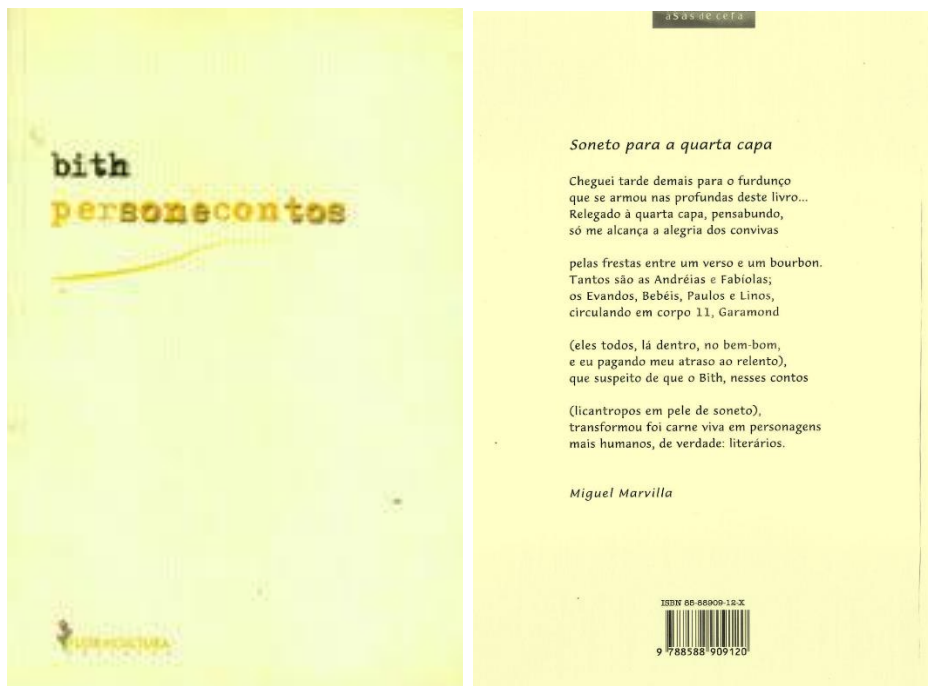 bith
personecontos
asas de cera
Soneto para a quarta capa
Cheguei tarde demais para o furdunço
que se armou nas profundas deste livro...
Relegado à quarta capa, pensabundo,
só me alcança a alegria dos convivas
pelas frestas entre um verso e um bourbon.
Tantos são as Andréias e Fabíolas;
os Evandos, Bebéis, Paulos e Linos,
circulando em corpo 11, Garamond
(eles todos, lá dentro, no bem-bom,
e eu pagando meu atraso ao relento),
que suspeito de que o Bith, nesses contos
(licantropos em pele de soneto),
transformou foi carne viva em personagens
mais humanos, de verdade: literários.
Miguel Marvilla
ISBN 85-88909-12-X
9 788588 909120